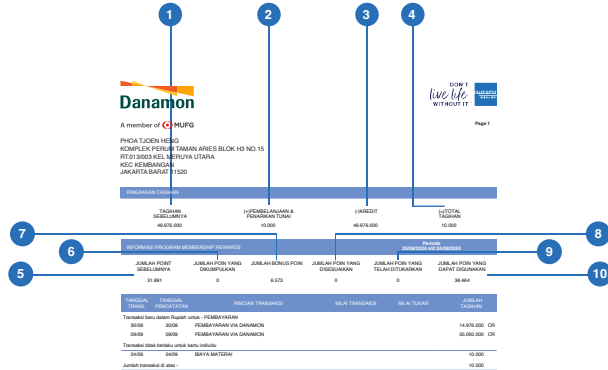 1 2 3 4
DON'T
live life
WITHOUT IT
Danamon
A member of MUFG
Page 1
PHOA TJOEN HENG
KOMPLEK PERUM TAMAN ARIES BLOK H3 NO.15
RT.013/003 KEL MERUYA UTARA
KEC KEMBANGAN
JAKARTA BARAT 11520
RINGKASAN TAGIHAN
TAGIHAN SEBELUMNYA (+)PEMBELANJAAN & PENARIKAN TUNAI (-)KREDIT (=)TOTAL TAGIHAN
49.976.000 10.000 49.976.000 10.000
7 8
6 9
INFORMASI PROGRAM MEMBERSHIP REWARDS
Periode
25/08/2024 s/d 24/09/2024
5 10
JUMLAH POINT SEBELUMNYA JUMLAH POIN YANG DIKUMPULKAN JUMLAH BONUS POIN JUMLAH POIN YANG DISESUAIKAN JUMLAH POIN YANG TELAH DITUKARKAN JUMLAH POIN YANG DAPAT DIGUNAKAN
31.891 0 6.573 0 0 38.464
TANGGAL TRANS. TANGGAL PENCATATAN RINCIAN TRANSAKSI NILAI TRANSAKSI NILAI TUKAR JUMLAH TAGIHAN
Transaksi baru dalam Rupiah untuk - PEMBAYARAN
30/08 30/08 PEMBAYARAN VIA DANAMON 14.976.000 CR
09/09 09/09 PEMBAYARAN VIA DANAMON 35.000.000 CR
Transaksi tidak berlaku untuk kartu individu
24/09 24/09 BIAYA MATERAI 10.000
Jumlah transaksi di atas - 10.000